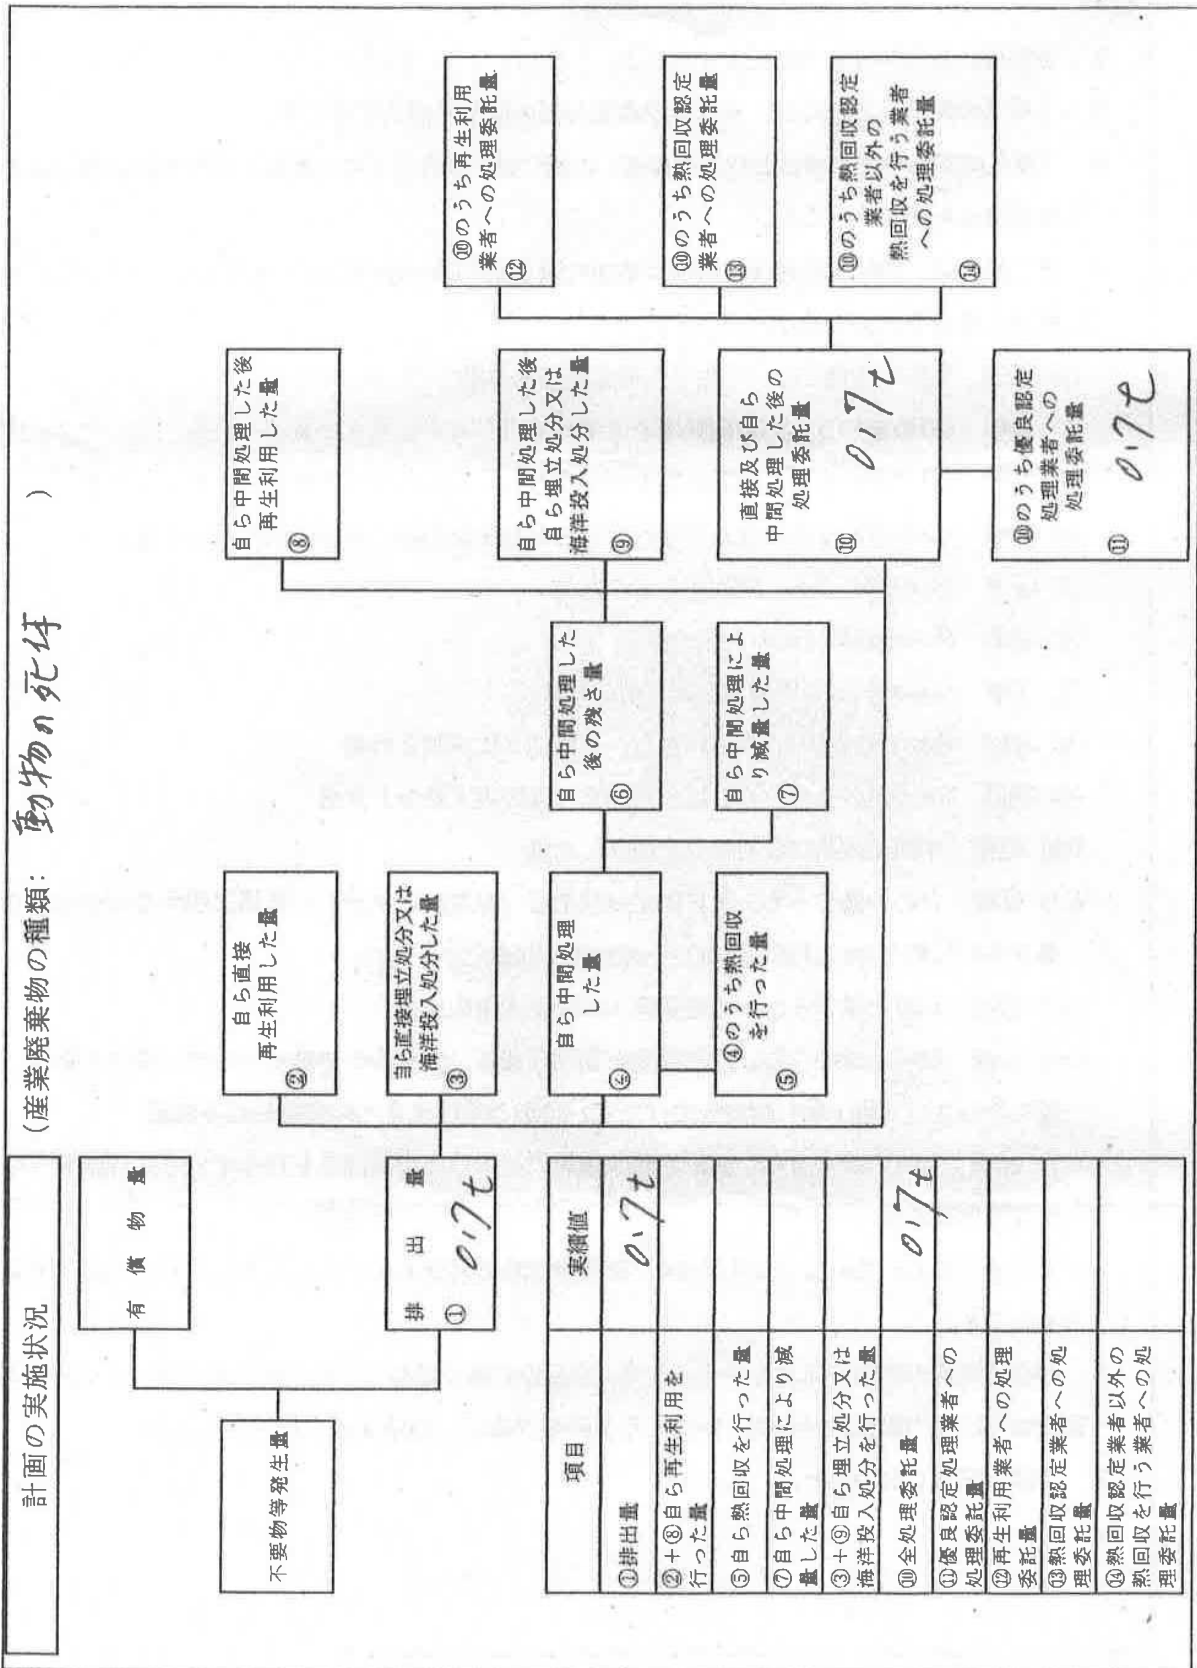 計画の実施状況
(産業廃棄物の種類: 動物の死体 )
不要物等発生量
有償物量
排出量
① 0.7t
自ら直接
再生利用した量
②
自ら直接埋立処分又は
海洋投入処分した量
③
自ら中間処理
した量
④
④のうち熱回収
を行った量
⑤
自ら中間処理した
後の残さ量
⑥
自ら中間処理によ
り減量した量
⑦
自ら中間処理した後
再生利用した量
⑧
自ら中間処理した後
自ら埋立処分又は
海洋投入処分した量
⑨
直接及び自ら
中間処理した後の
処理委託量
⑩ 0.7t
⑩のうち優良認定
処理業者への
処理委託量
⑪ 0.7t
⑩のうち再生利用
業者への処理委託量
⑫
⑩のうち熱回収認定
業者への処理委託量
⑬
⑩のうち熱回収認定
業者以外の
熱回収を行う業者
への処理委託量
⑭
項目 実績値
①排出量 0.7t
②+⑧自ら再生利用を
行った量
⑤自ら熱回収を行った量
⑦自ら中間処理により減
量した量
③+⑨自ら埋立処分又は
海洋投入処分を行った量
⑩全処理委託量 0.7t
⑪優良認定処理業者への
処理委託量
⑫再生利用業者への処理
委託量
⑬熱回収認定業者への処
理委託量
⑭熱回収認定業者以外の
熱回収を行う業者への処
理委託量